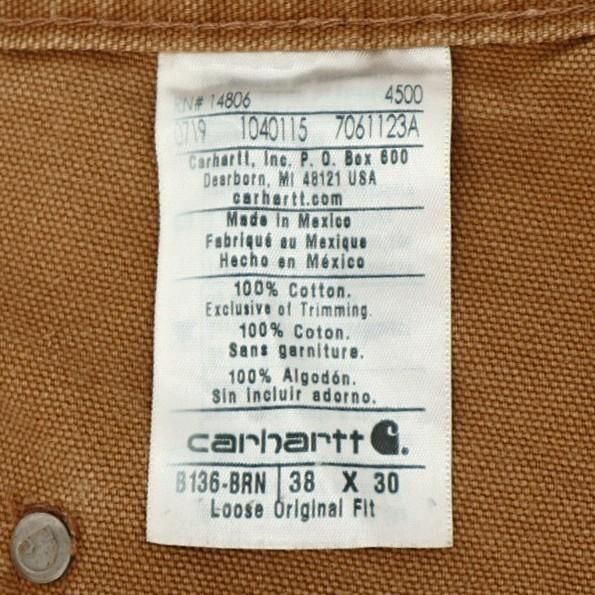 RN# 14806 4500
0719 1040115 7061123A
Carhartt, Inc. P. O. Box 600
Dearborn, MI 48121 USA
carhartt.com
Made in Mexico
Fabriqué au Mexique
Hecho en México
100% Cotton.
Exclusive of Trimming.
100% Coton.
Sans garniture.
100% Algodón.
Sin incluir adorno.
carhartt
B136-BRN 38 X 30
Loose Original Fit